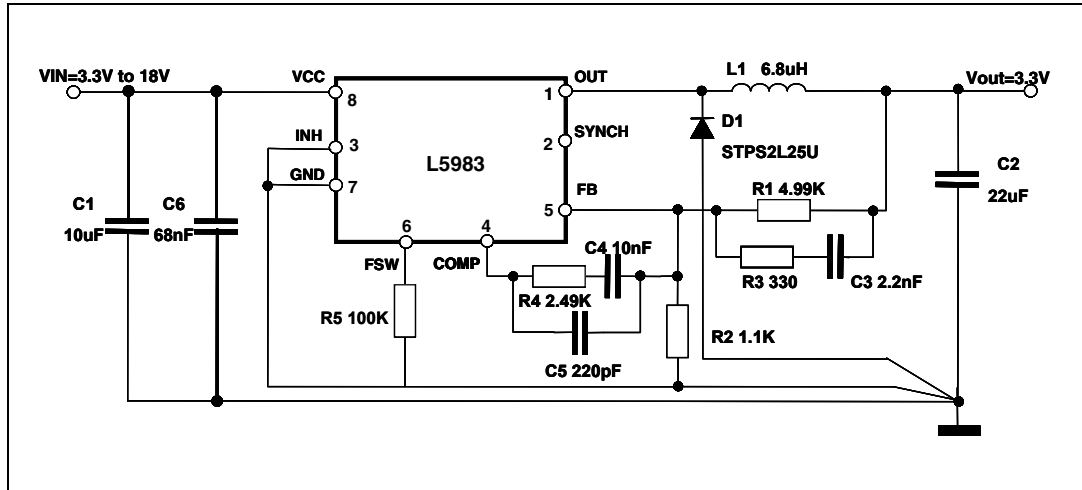 VIN=3.3V to 18V
VCC
8
INH
3
GND
7
L5983
OUT
1
SYNCH
2
FB
5
6
FSW
4
COMP
L1 6.8uH
Vout=3.3V
D1
STPS2L25U
C1
10uF
C6
68nF
C2
22uF
R1 4.99K
R3 330
C3 2.2nF
C4 10nF
R4 2.49K
C5 220pF
R5 100K
R2 1.1K